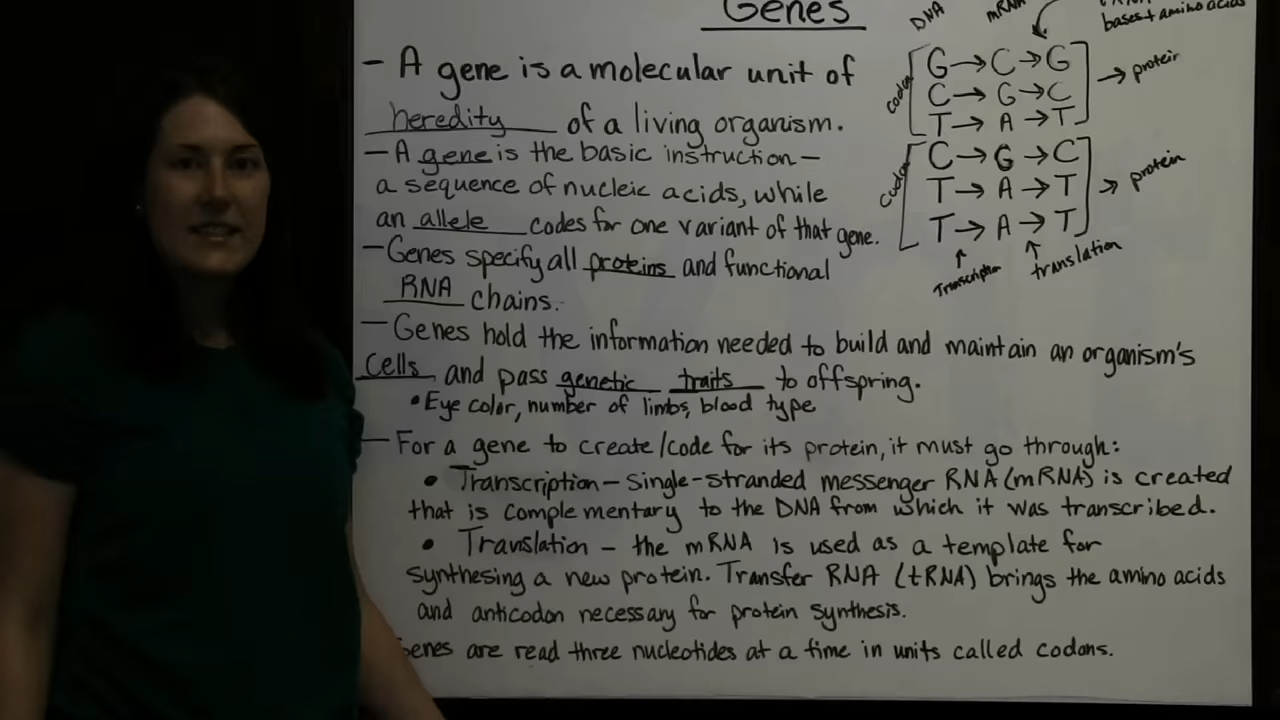 Genes
- A gene is a molecular unit of
heredity of a living organism.
- A gene is the basic instruction-
a sequence of nucleic acids, while
an allele codes for one variant of that gene.
- Genes specify all proteins and functional
RNA chains.
- Genes hold the information needed to build and maintain an organism's
cells and pass genetic traits to offspring.
• Eye color, number of limbs, blood type
- For a gene to create/code for its protein, it must go through:
• Transcription - single-stranded messenger RNA (mRNA) is created
that is complementary to the DNA from which it was transcribed.
• Translation - the mRNA is used as a template for
synthesing a new protein. Transfer RNA (tRNA) brings the amino acids
and anticodon necessary for protein synthesis.
Genes are read three nucleotides at a time in units called codons.
DNA mRNA
bases + amino acids
codon G → C → G → protein
C → G → C
T → A → T
codon C → G → C → protein
T → A → T
T → A → T
Transcription translation